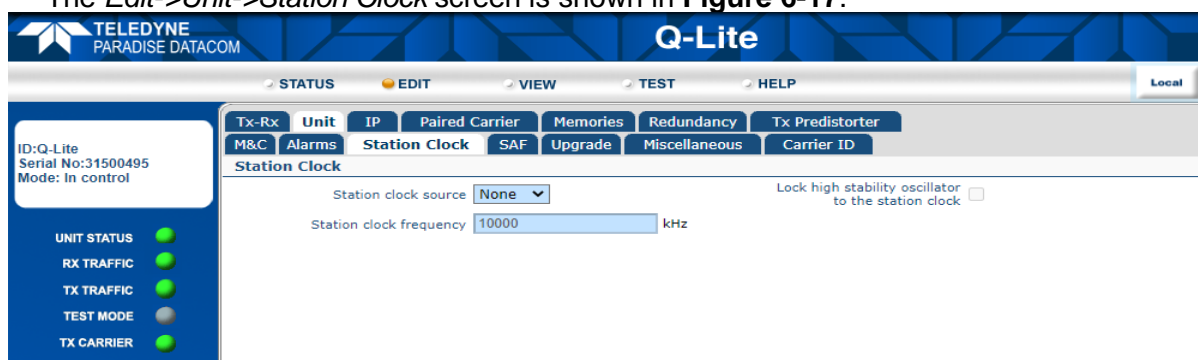 The Edit->Unit->Station Clock screen is shown in Figure 6-17.
TELEDYNE
PARADISE DATACOM
Q-Lite
STATUS EDIT VIEW TEST HELP Local
Tx-Rx Unit IP Paired Carrier Memories Redundancy Tx Predistorter
M&C Alarms Station Clock SAF Upgrade Miscellaneous Carrier ID
Station Clock
ID:Q-Lite
Serial No:31500495
Mode: In control
Station clock source None
Lock high stability oscillator
to the station clock
Station clock frequency 10000 kHz
UNIT STATUS
RX TRAFFIC
TX TRAFFIC
TEST MODE
TX CARRIER